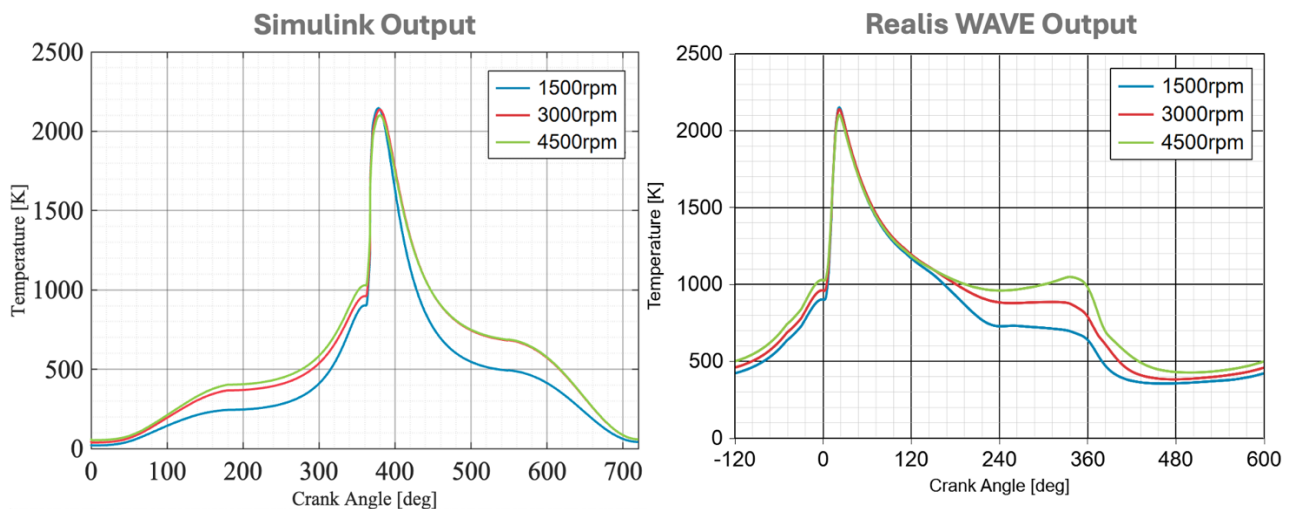 Simulink Output
2500
2000
1500
1000
500
0
Temperature [K]
1500rpm
3000rpm
4500rpm
0 100 200 300 400 500 600 700
Crank Angle [deg]
Realis WAVE Output
2500
2000
1500
1000
500
0
Temperature [K]
1500rpm
3000rpm
4500rpm
-120 0 120 240 360 480 600
Crank Angle [deg]